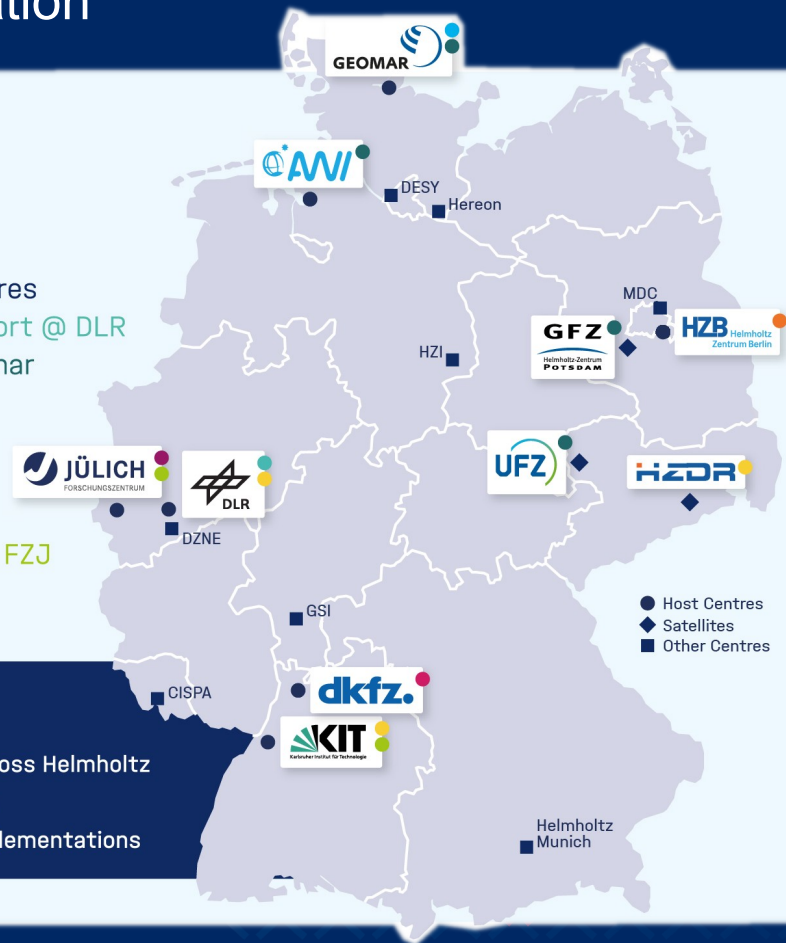 GEOMAR
AWI
DESY
Hereon
res
MDC
ort @ DLR
GFZ
Helmholtz-Zentrum
POTSDAM
HZB Helmholtz
Zentrum Berlin
HZI
nar
UFZ
HZDR
JÜLICH
FORSCHUNGSZENTRUM
DLR
DZNE
FZJ
GSI
Host Centres
Satellites
Other Centres
CISPA
dkfz.
KIT
Karlsruher Institut für Technologie
oss Helmholtz
lementations
Helmholtz
Munich